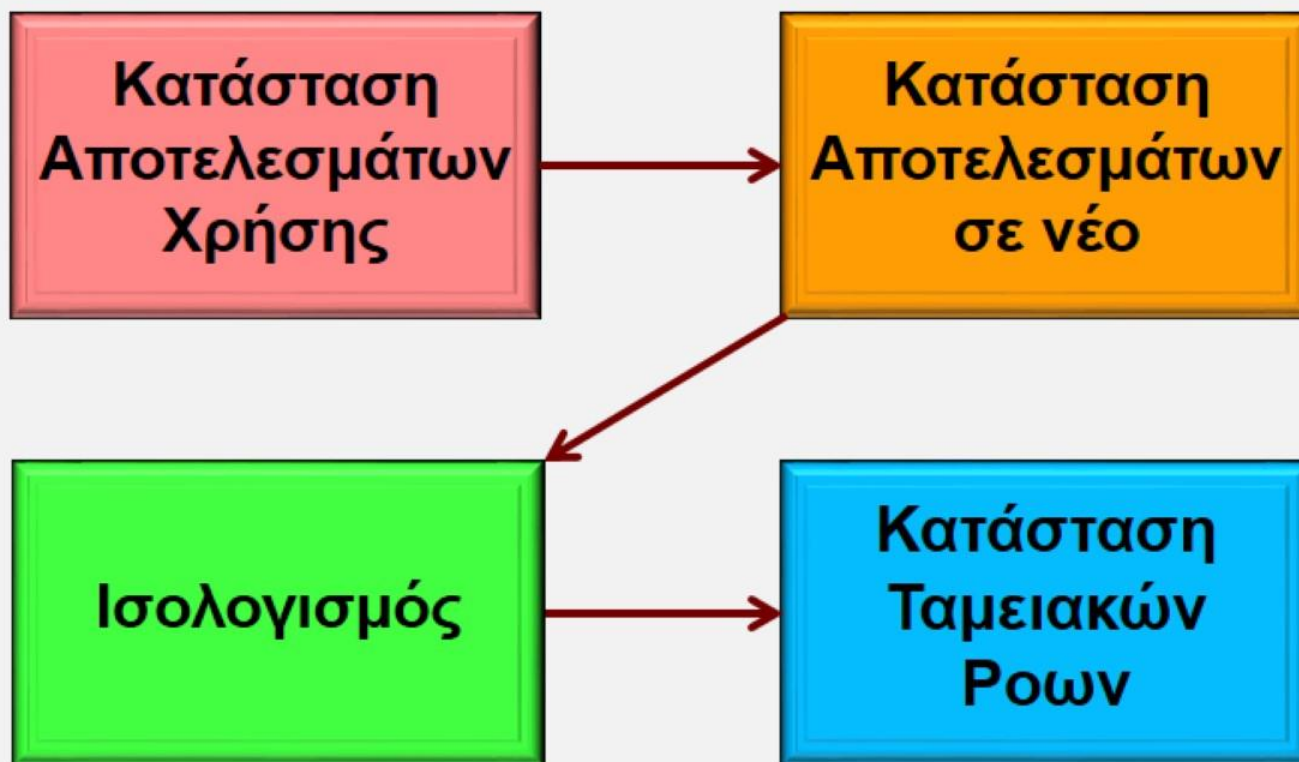 Κατάσταση
Αποτελεσμάτων
Χρήσης
Κατάσταση
Αποτελεσμάτων
σε νέο
Ισολογισμός
Κατάσταση
Ταμειακών
Ροων